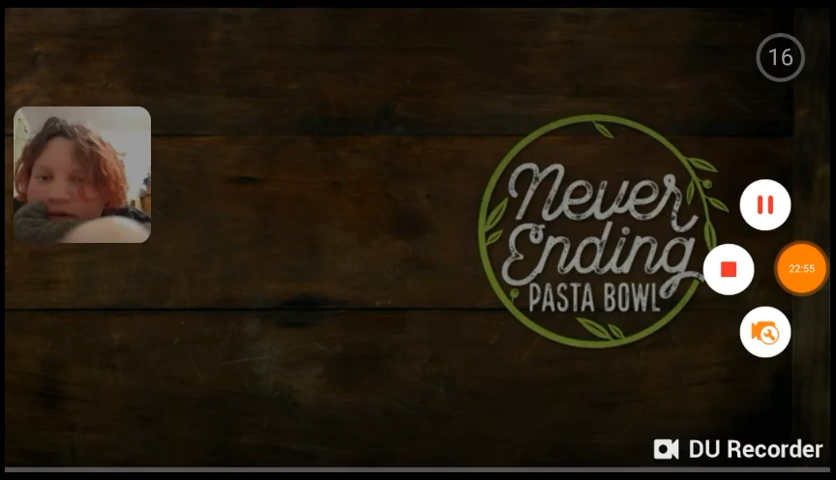 16
Never
Ending
PASTA BOWL
22:55
DU Recorder